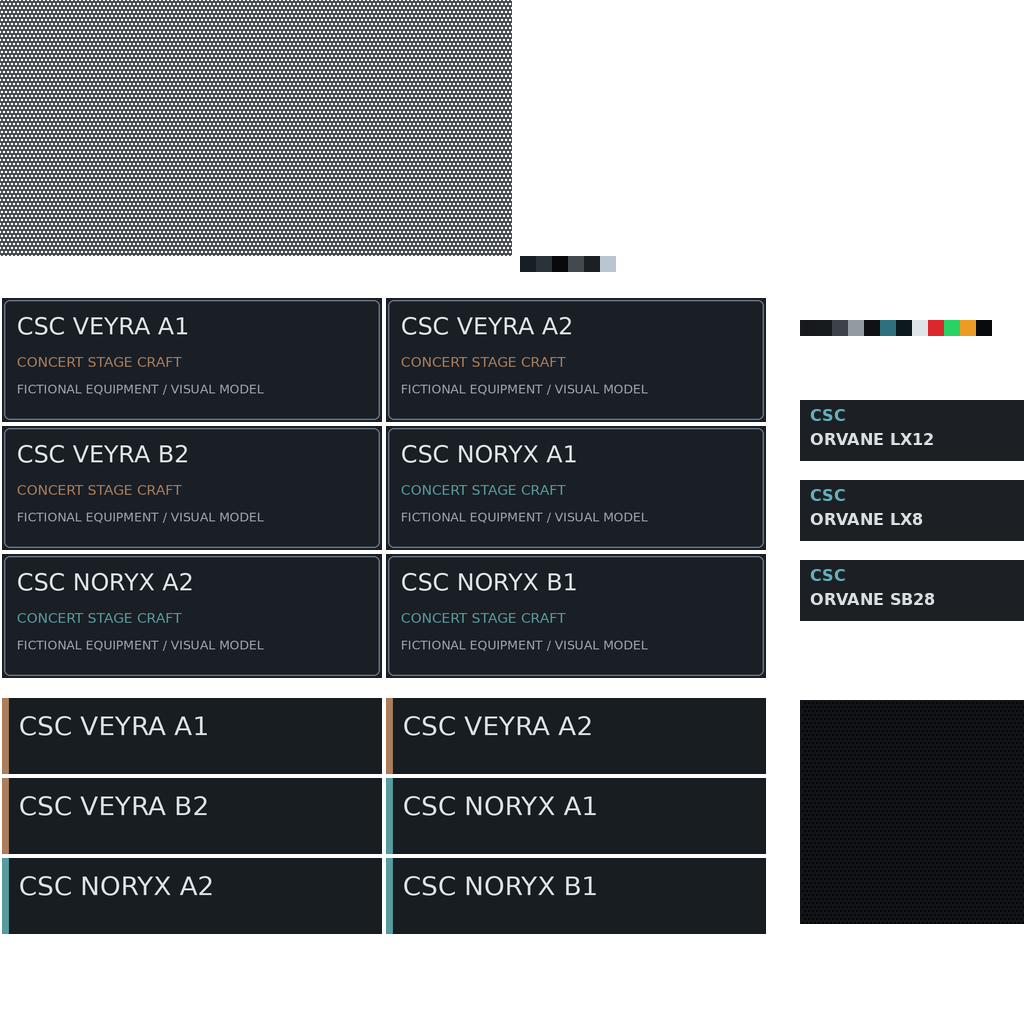 CSC VEYRA A1
CONCERT STAGE CRAFT
FICTIONAL EQUIPMENT / VISUAL MODEL
CSC VEYRA A2
CONCERT STAGE CRAFT
FICTIONAL EQUIPMENT / VISUAL MODEL
CSC VEYRA B2
CONCERT STAGE CRAFT
FICTIONAL EQUIPMENT / VISUAL MODEL
CSC NORYX A1
CONCERT STAGE CRAFT
FICTIONAL EQUIPMENT / VISUAL MODEL
CSC NORYX A2
CONCERT STAGE CRAFT
FICTIONAL EQUIPMENT / VISUAL MODEL
CSC NORYX B1
CONCERT STAGE CRAFT
FICTIONAL EQUIPMENT / VISUAL MODEL
CSC
ORVANE LX12
CSC
ORVANE LX8
CSC
ORVANE SB28
CSC VEYRA A1
CSC VEYRA A2
CSC VEYRA B2
CSC NORYX A1
CSC NORYX A2
CSC NORYX B1